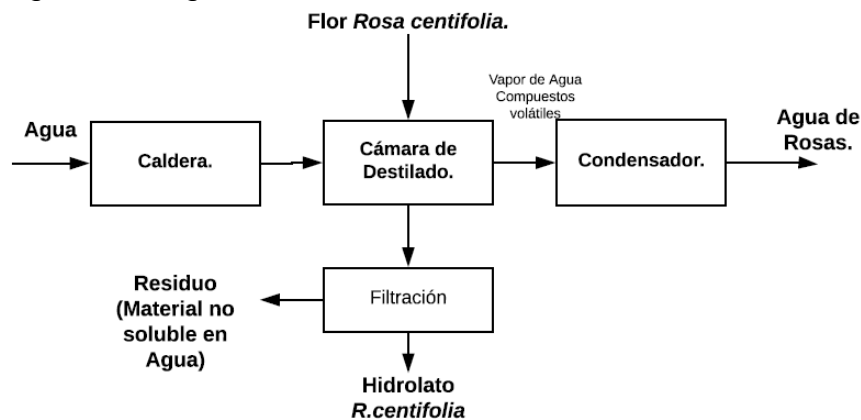 Flor Rosa centifolia.
Vapor de Agua
Compuestos
volátiles
Agua
Caldera.
Cámara de
Destilado.
Condensador.
Agua de
Rosas.
Residuo
(Material no
soluble en
Agua)
Filtración
Hidrolato
R.centifolia